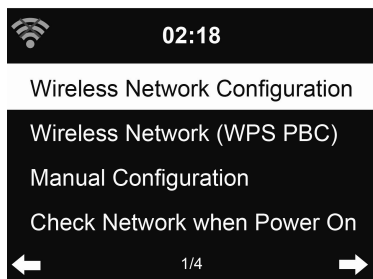 02:18
Wireless Network Configuration
Wireless Network (WPS PBC)
Manual Configuration
Check Network when Power On
1/4